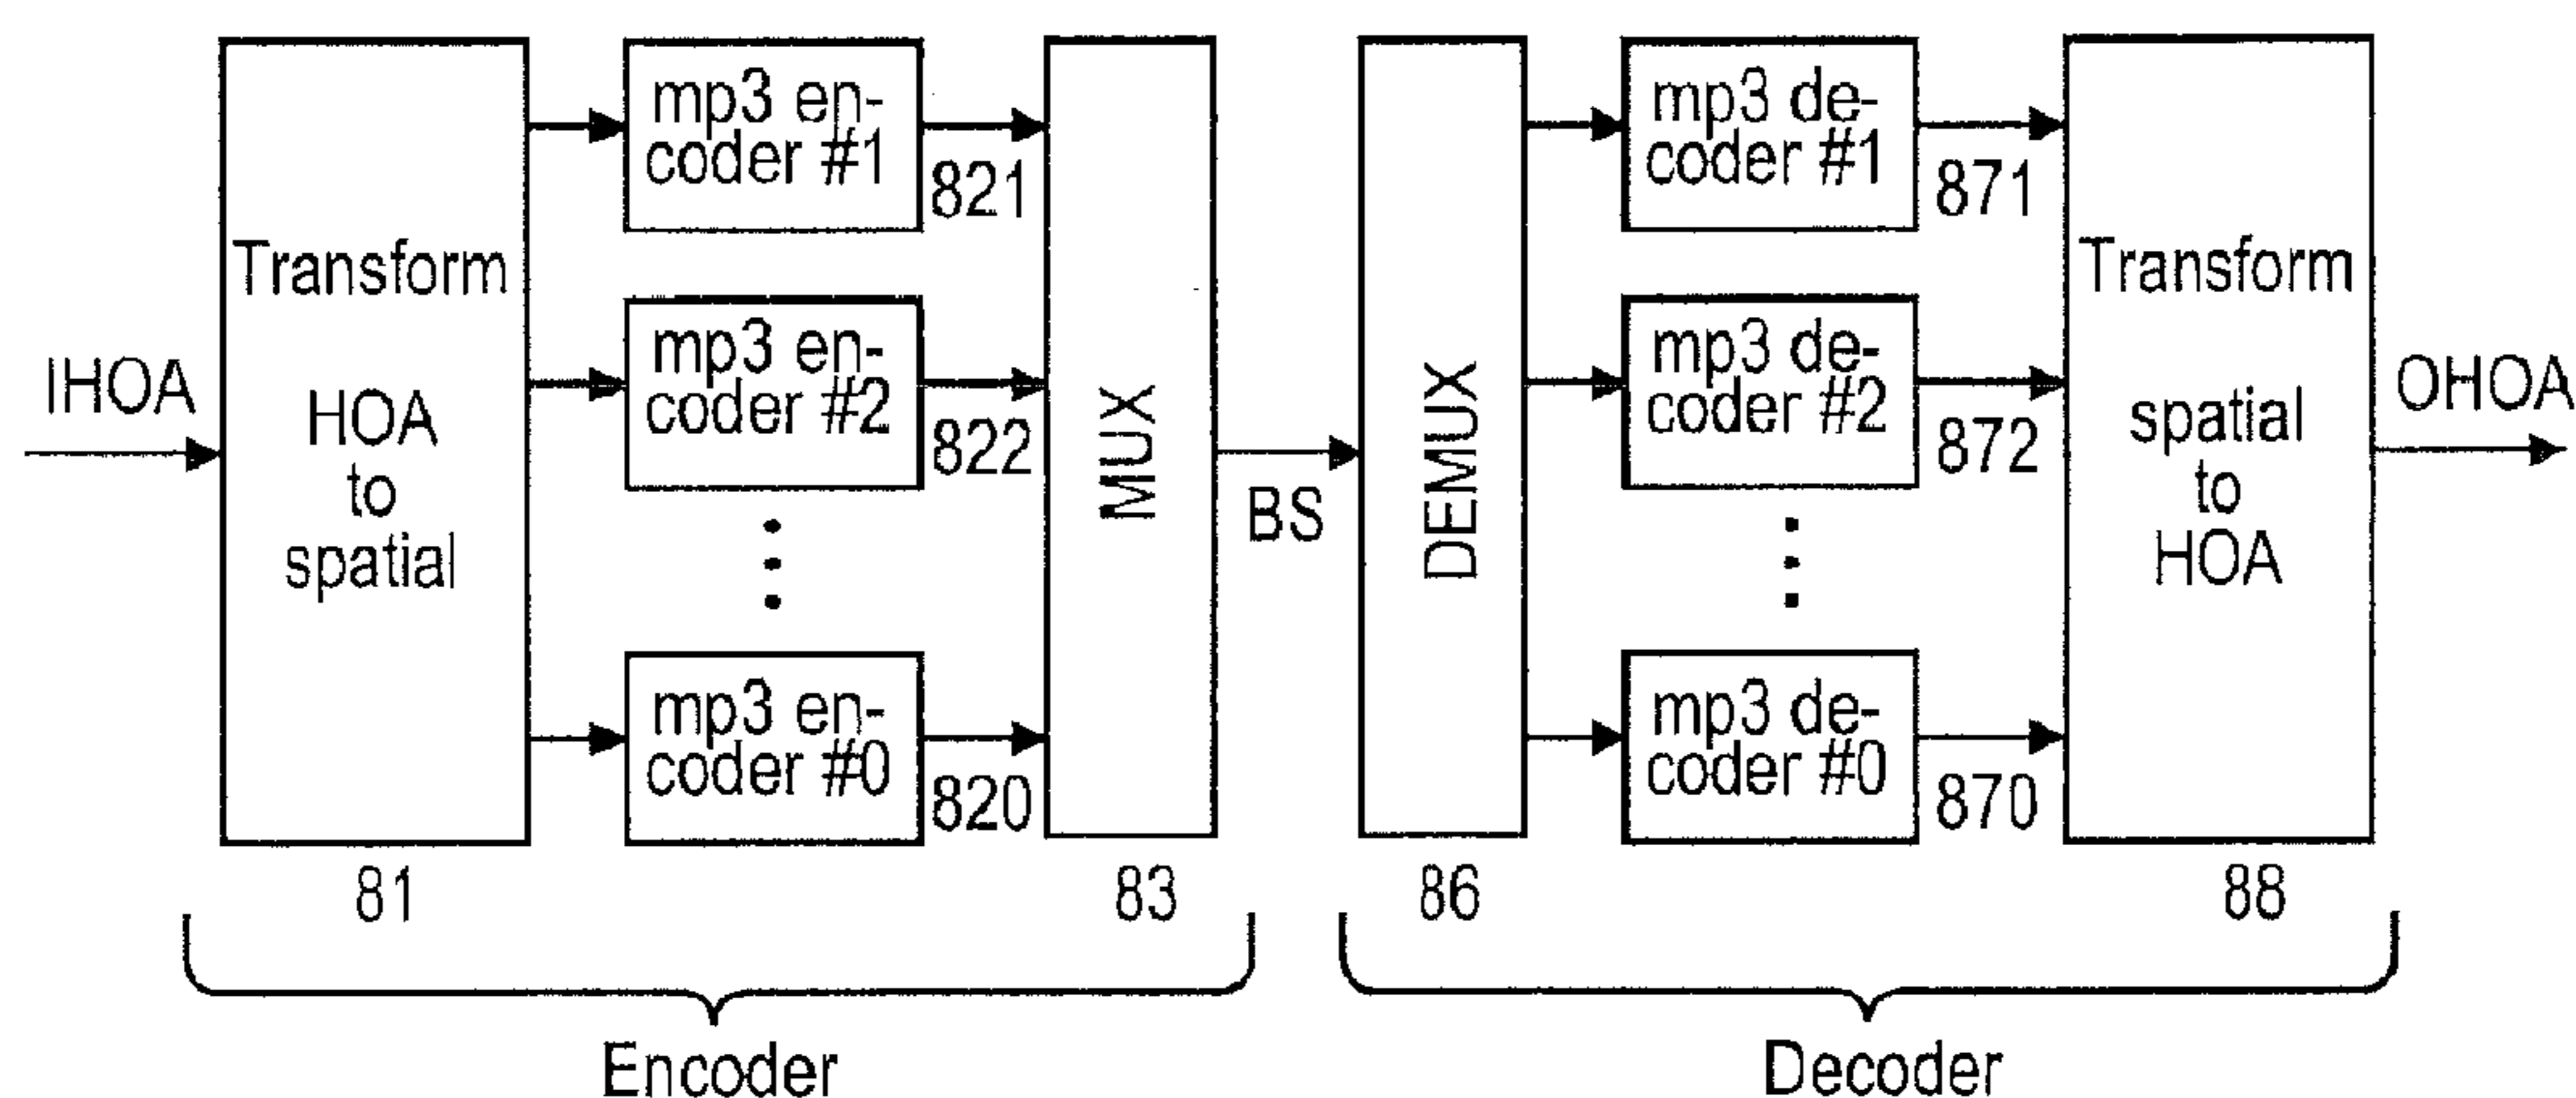 IHOA
Transform
HOA
to
spatial
81
mp3 en-
coder #1
821
mp3 en-
coder #2
822
mp3 en-
coder #0
820
MUX
83
BS
DEMUX
86
mp3 de-
coder #1
871
mp3 de-
coder #2
872
mp3 de-
coder #0
870
Transform
spatial
to
HOA
88
OHOA
Encoder
Decoder